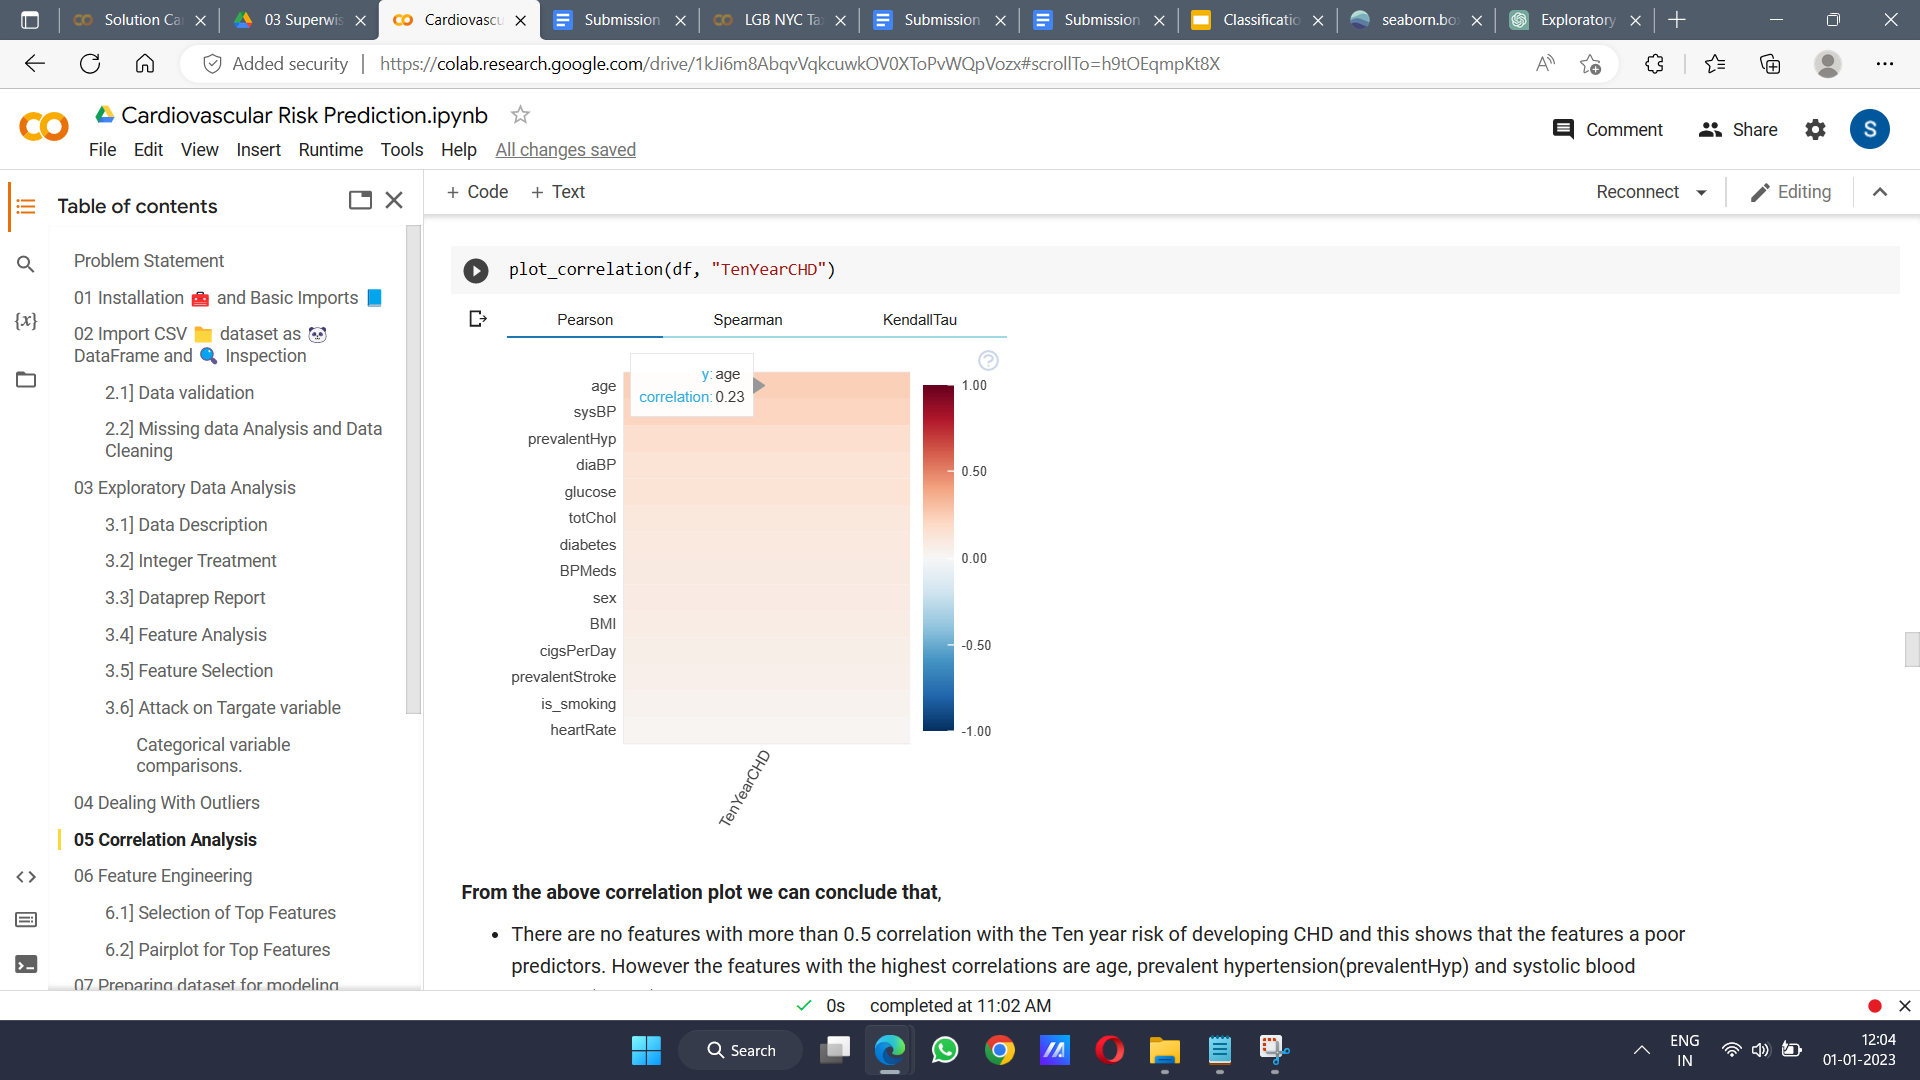 Solution Ca
03 Superwis
Cardiovascu
Submission
LGB NYC Ta
Submission
Submission
Classificatio
seaborn.bo
Exploratory
Added security
https://colab.research.google.com/drive/1kJi6m8AbqvVqkcuwkOV0XToPvWQpVozx#scrollTo=h9tOEqmpKt8X
Cardiovascular Risk Prediction.ipynb
Comment
Share
S
File Edit View Insert Runtime Tools Help All changes saved
Table of contents
+ Code + Text
Reconnect
Editing
Problem Statement
01 Installation 🧰 and Basic Imports 📘
02 Import CSV 📁 dataset as 🐼
DataFrame and 🔍 Inspection
2.1] Data validation
2.2] Missing data Analysis and Data
Cleaning
03 Exploratory Data Analysis
3.1] Data Description
3.2] Integer Treatment
3.3] Dataprep Report
3.4] Feature Analysis
3.5] Feature Selection
3.6] Attack on Targate variable
Categorical variable
comparisons.
04 Dealing With Outliers
05 Correlation Analysis
06 Feature Engineering
6.1] Selection of Top Features
6.2] Pairplot for Top Features
07 Preparing dataset for modeling
{x}
plot_correlation(df, "TenYearCHD")
Pearson Spearman KendallTau
?
y: age
correlation: 0.23
age
sysBP
prevalentHyp
diaBP
glucose
totChol
diabetes
BPMeds
sex
BMI
cigsPerDay
prevalentStroke
is_smoking
heartRate
TenYearCHD
1.00
0.50
0.00
-0.50
-1.00
From the above correlation plot we can conclude that,
• There are no features with more than 0.5 correlation with the Ten year risk of developing CHD and this shows that the features a poor
predictors. However the features with the highest correlations are age, prevalent hypertension(prevalentHyp) and systolic blood
0s completed at 11:02 AM
Search
ENG
IN
12:04
01-01-2023